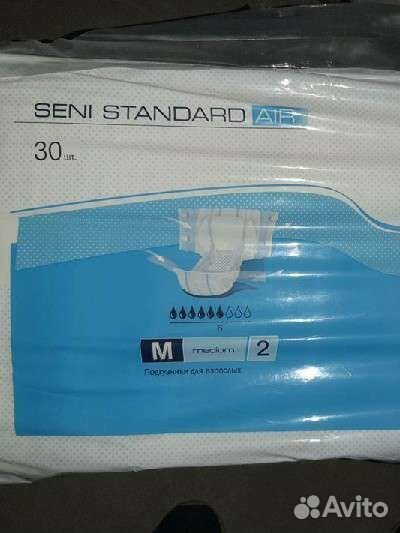 SENI STANDARD AIR
30 шт.
6
M medium 2
Подгузники для взрослых
Avito